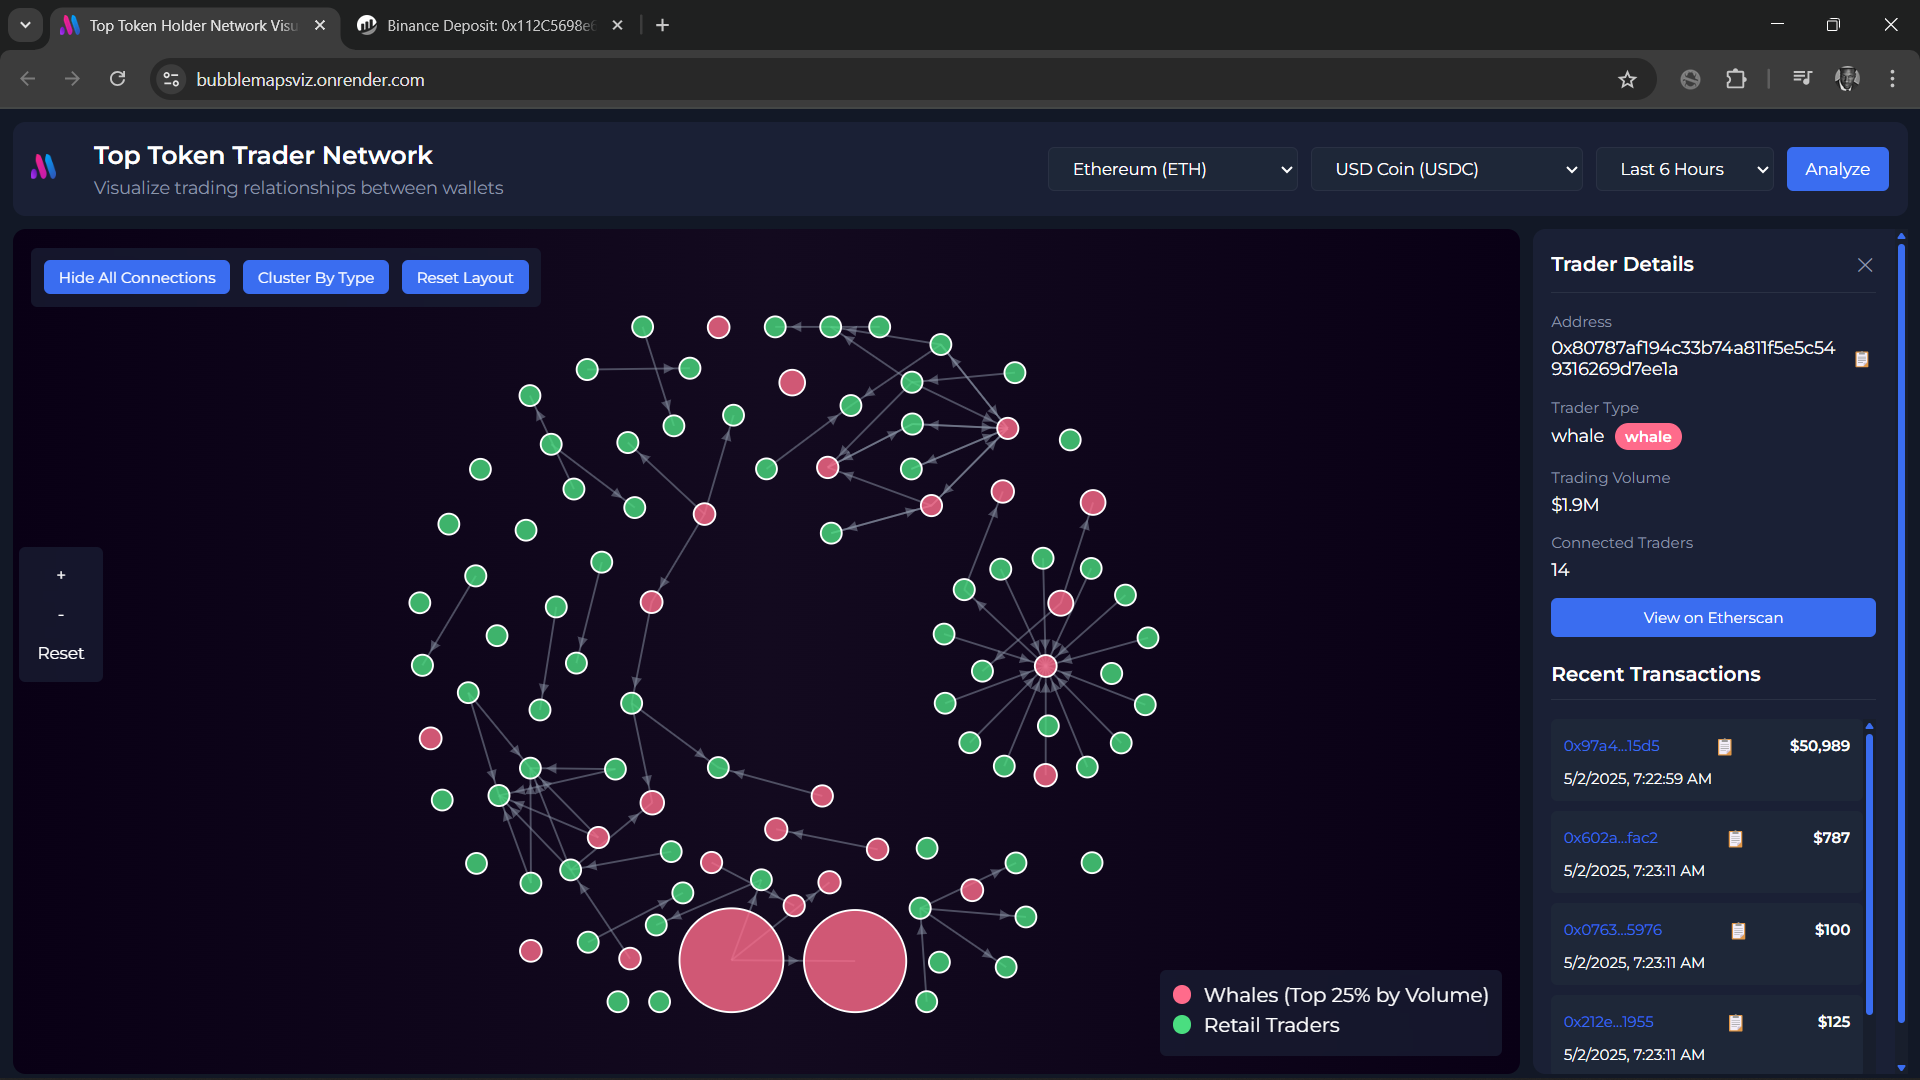 Top Token Holder Network Visu
Binance Deposit: 0x112C5698e6
bubblemapsviz.onrender.com
Top Token Trader Network
Visualize trading relationships between wallets
Ethereum (ETH)
USD Coin (USDC)
Last 6 Hours
Analyze
Hide All Connections
Cluster By Type
Reset Layout
+
-
Reset
Whales (Top 25% by Volume)
Retail Traders
Trader Details
Address
0x80787af194c33b74a811f5e5c54
9316269d7ee1a
Trader Type
whale whale
Trading Volume
$1.9M
Connected Traders
14
View on Etherscan
Recent Transactions
0x97a4...15d5 $50,989
5/2/2025, 7:22:59 AM
0x602a...fac2 $787
5/2/2025, 7:23:11 AM
0x0763...5976 $100
5/2/2025, 7:23:11 AM
0x212e...1955 $125
5/2/2025, 7:23:11 AM